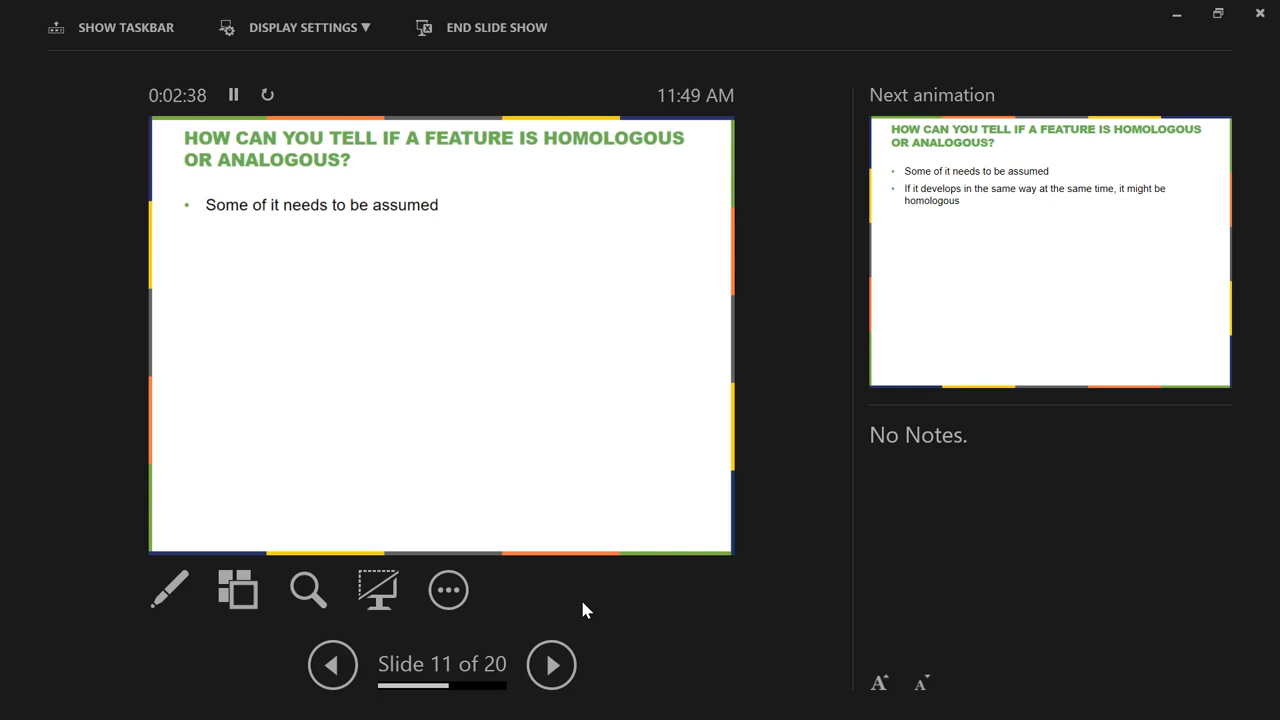 SHOW TASKBAR
DISPLAY SETTINGS ▼
END SLIDE SHOW
0:02:38
11:49 AM
HOW CAN YOU TELL IF A FEATURE IS HOMOLOGOUS
OR ANALOGOUS?
• Some of it needs to be assumed
Slide 11 of 20
Next animation
HOW CAN YOU TELL IF A FEATURE IS HOMOLOGOUS
OR ANALOGOUS?
• Some of it needs to be assumed
• If it develops in the same way at the same time, it might be
homologous
No Notes.
A A